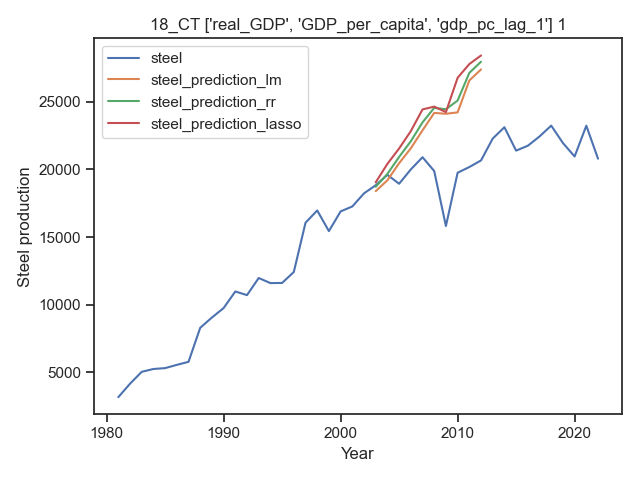 18_CT ['real_GDP', 'GDP_per_capita', 'gdp_pc_lag_1'] 1
steel
steel_prediction_lm
steel_prediction_rr
steel_prediction_lasso
Steel production
25000
20000
15000
10000
5000
1980
1990
2000
2010
2020
Year